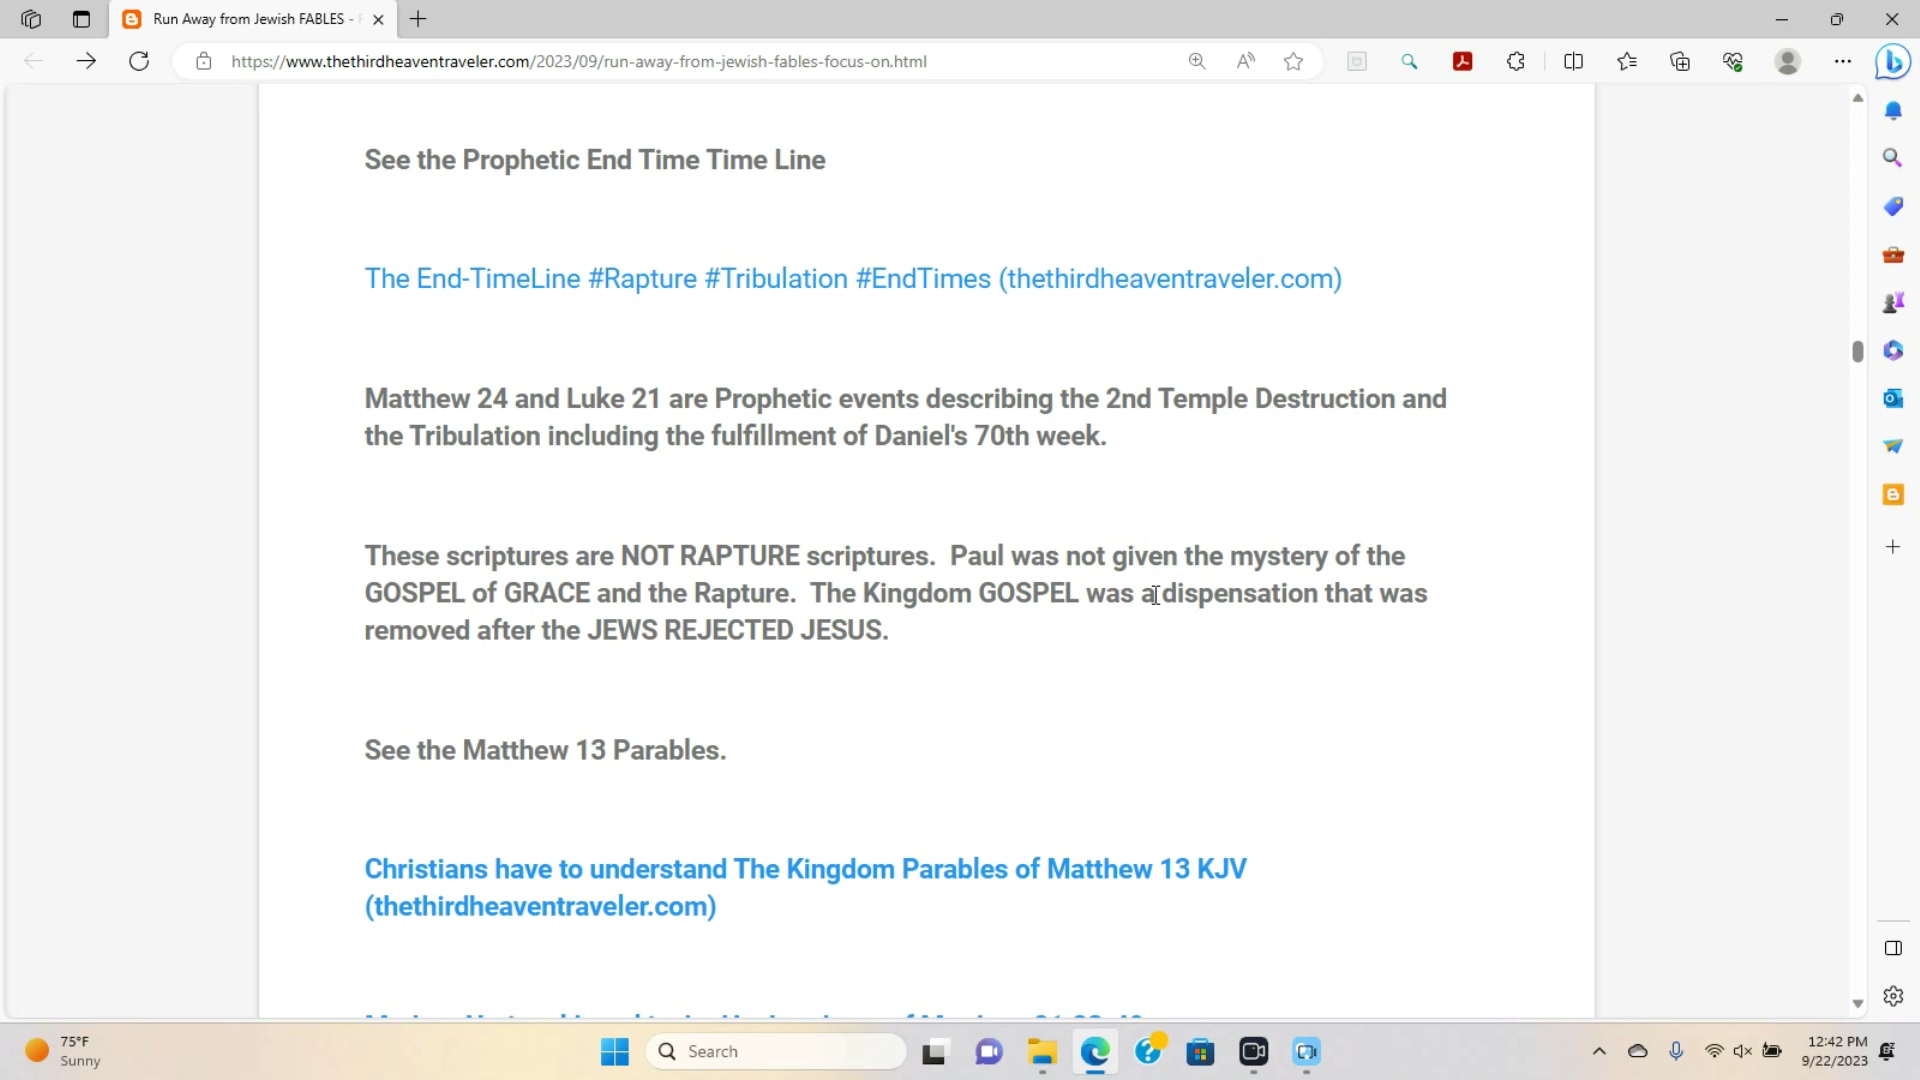 Run Away from Jewish FABLES -
https://www.thethirdheaventraveler.com/2023/09/run-away-from-jewish-fables-focus-on.html
See the Prophetic End Time Time Line
The End-TimeLine #Rapture #Tribulation #EndTimes (thethirdheaventraveler.com)
Matthew 24 and Luke 21 are Prophetic events describing the 2nd Temple Destruction and
the Tribulation including the fulfillment of Daniel's 70th week.
These scriptures are NOT RAPTURE scriptures.  Paul was not given the mystery of the
GOSPEL of GRACE and the Rapture.  The Kingdom GOSPEL was a dispensation that was
removed after the JEWS REJECTED JESUS.
See the Matthew 13 Parables.
Christians have to understand The Kingdom Parables of Matthew 13 KJV
(thethirdheaventraveler.com)
75°F
Sunny
Search
12:42 PM
9/22/2023